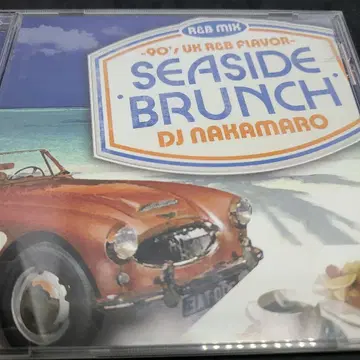 R&B MIX
-90's UK R&B FLAVOR-
SEASIDE
·BRUNCH·
DJ NAKAMARO